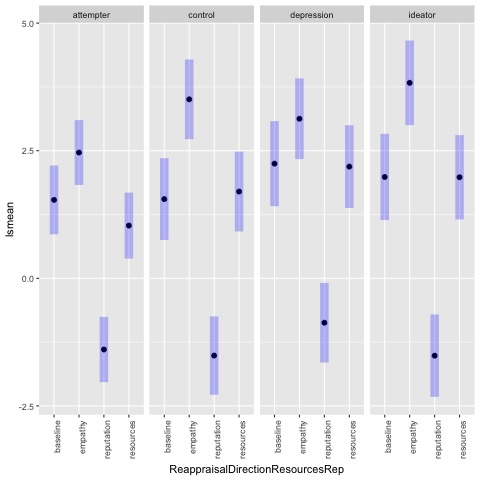 attempter control depression ideator
5.0
2.5
0.0
-2.5
lsmean
baseline empathy reputation resources baseline empathy reputation resources baseline empathy reputation resources baseline empathy reputation resources
ReappraisalDirectionResourcesRep